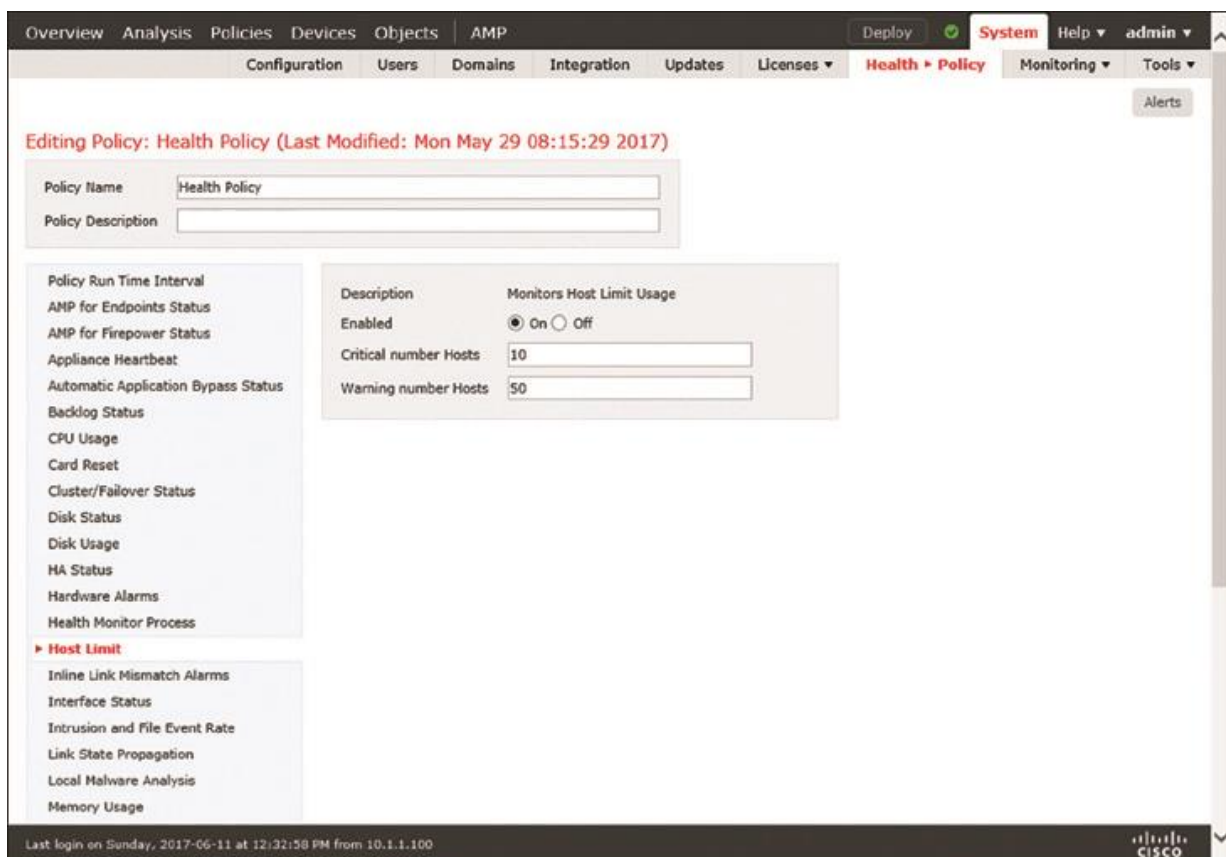 Overview Analysis Policies Devices Objects AMP Deploy System Help ▾ admin ▾
Configuration Users Domains Integration Updates Licenses ▾ Health ▸ Policy Monitoring ▾ Tools ▾
Alerts
Editing Policy: Health Policy (Last Modified: Mon May 29 08:15:29 2017)
Policy Name Health Policy
Policy Description
Policy Run Time Interval
AMP for Endpoints Status
AMP for Firepower Status
Appliance Heartbeat
Automatic Application Bypass Status
Backlog Status
CPU Usage
Card Reset
Cluster/Failover Status
Disk Status
Disk Usage
HA Status
Hardware Alarms
Health Monitor Process
▸ Host Limit
Inline Link Mismatch Alarms
Interface Status
Intrusion and File Event Rate
Link State Propagation
Local Malware Analysis
Memory Usage
Description Monitors Host Limit Usage
Enabled On Off
Critical number Hosts 10
Warning number Hosts 50
Last login on Sunday, 2017-06-11 at 12:32:58 PM from 10.1.1.100
CISCO